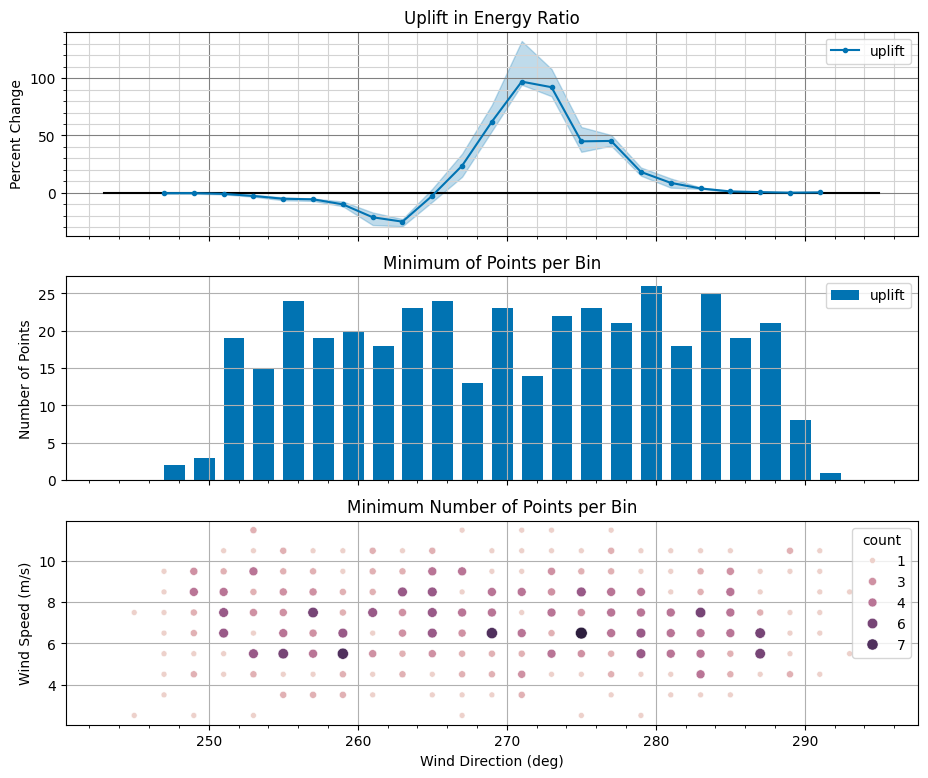 Uplift in Energy Ratio
uplift
Percent Change
100
50
0
Minimum of Points per Bin
uplift
Number of Points
25
20
15
10
5
0
Minimum Number of Points per Bin
count
1
3
4
6
7
Wind Speed (m/s)
10
8
6
4
250 260 270 280 290
Wind Direction (deg)